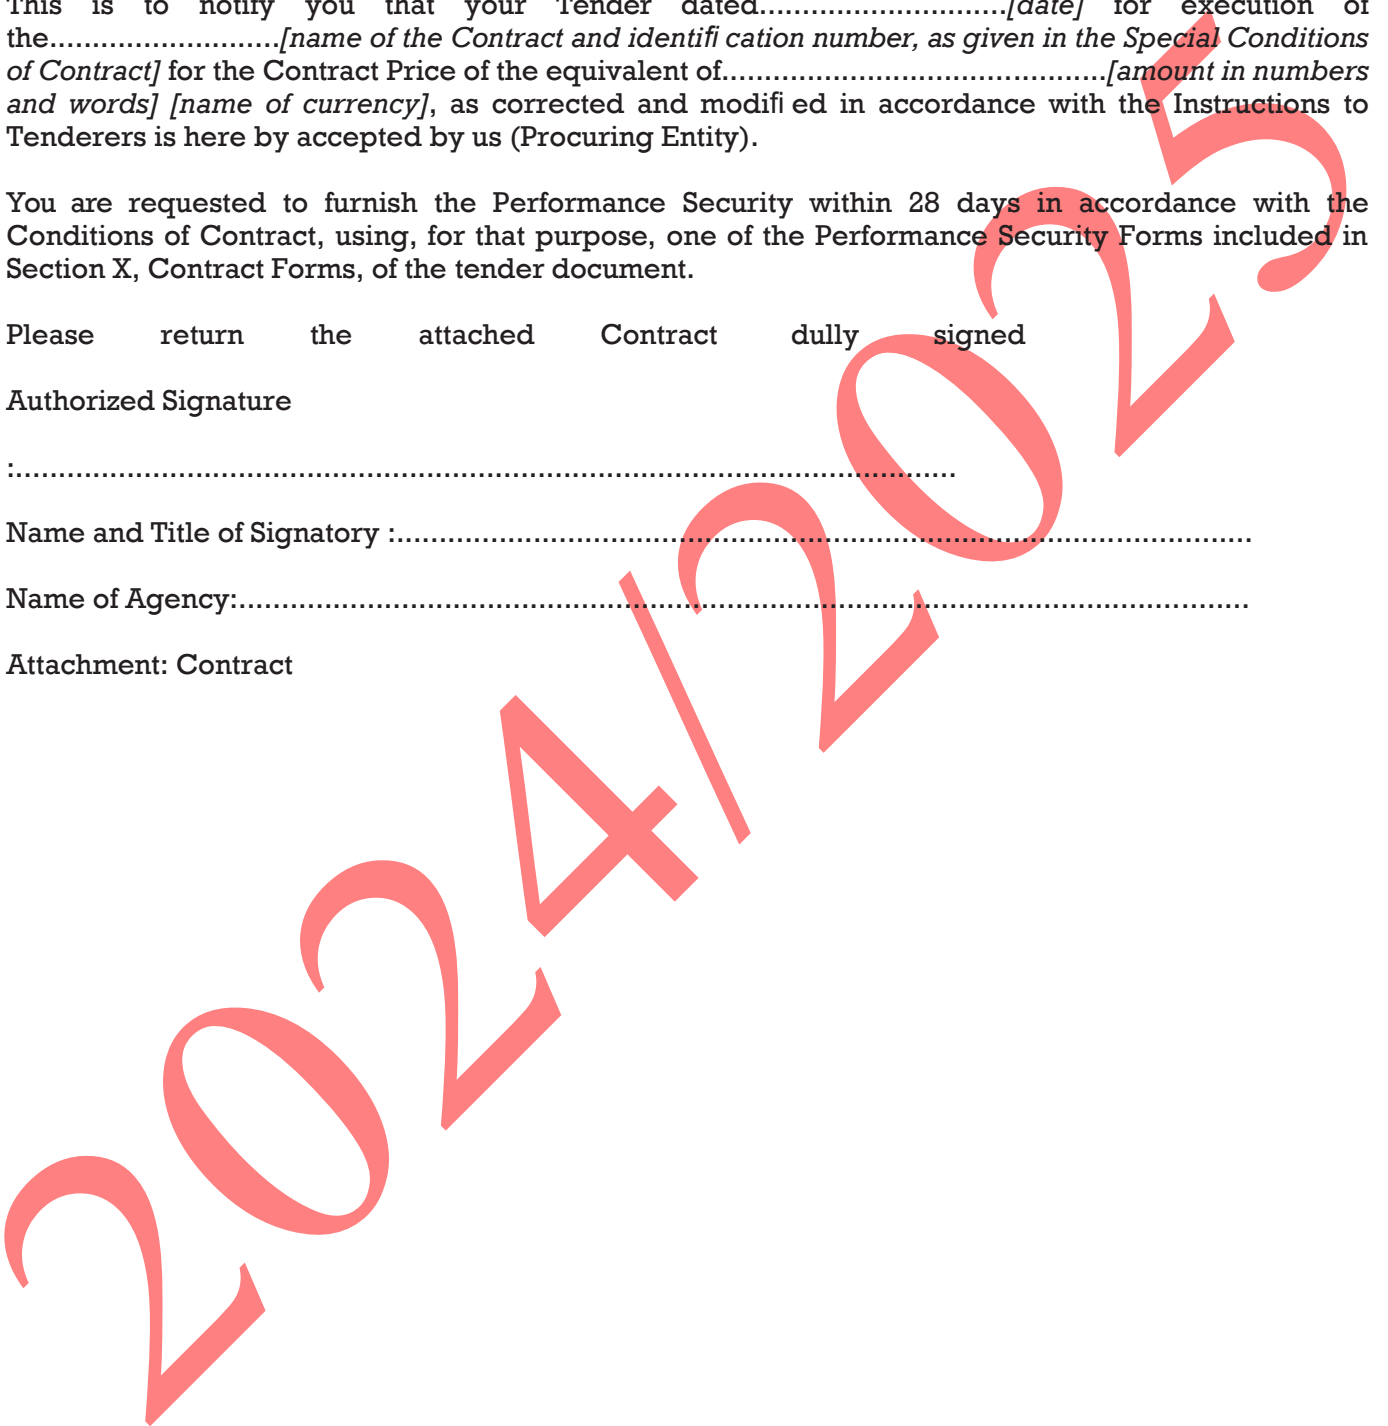 This is to notify you that your Tender dated.............................[date] for execution of
the...........................[name of the Contract and identifi cation number, as given in the Special Conditions
of Contract] for the Contract Price of the equivalent of.............................................[amount in numbers
and words] [name of currency], as corrected and modifi ed in accordance with the Instructions to
Tenderers is here by accepted by us (Procuring Entity).
You are requested to furnish the Performance Security within 28 days in accordance with the
Conditions of Contract, using, for that purpose, one of the Performance Security Forms included in
Section X, Contract Forms, of the tender document.
Please return the attached Contract dully signed
Authorized Signature
:...............................................................................................................
Name and Title of Signatory :.....................................................................................................
Name of Agency:.......................................................................................................................
Attachment: Contract
2024/2025